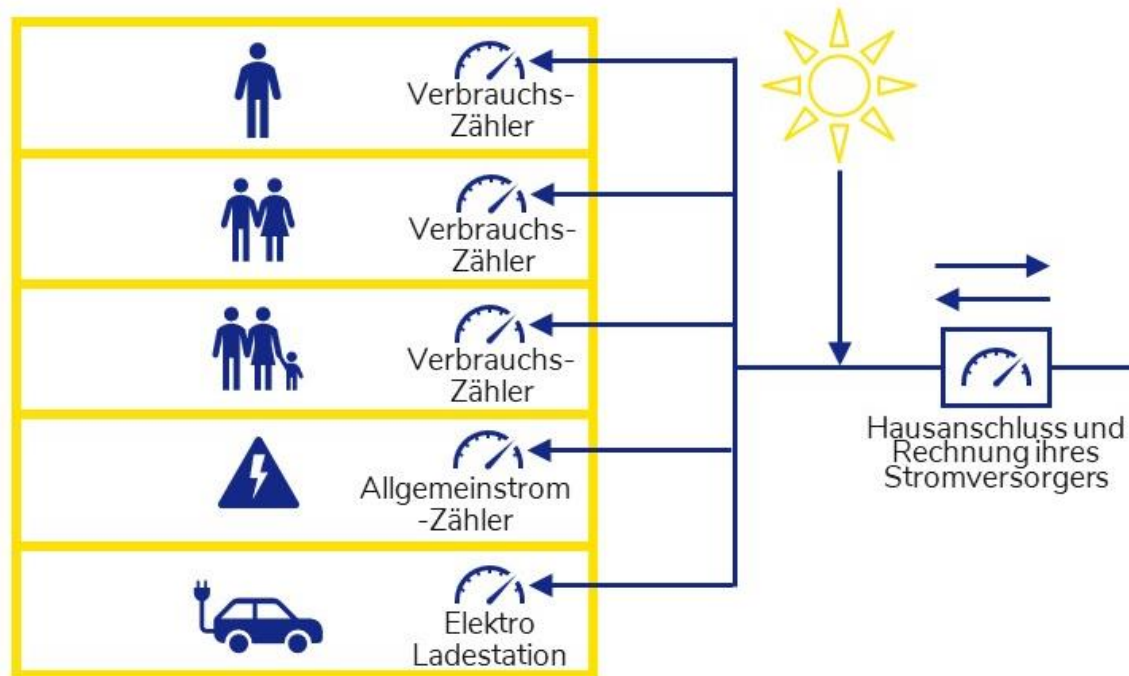 Verbrauchs-
Zähler
Verbrauchs-
Zähler
Verbrauchs-
Zähler
Allgemeinstrom
-Zähler
Elektro
Ladestation
Hausanschluss und
Rechnung ihres
Stromversorgers